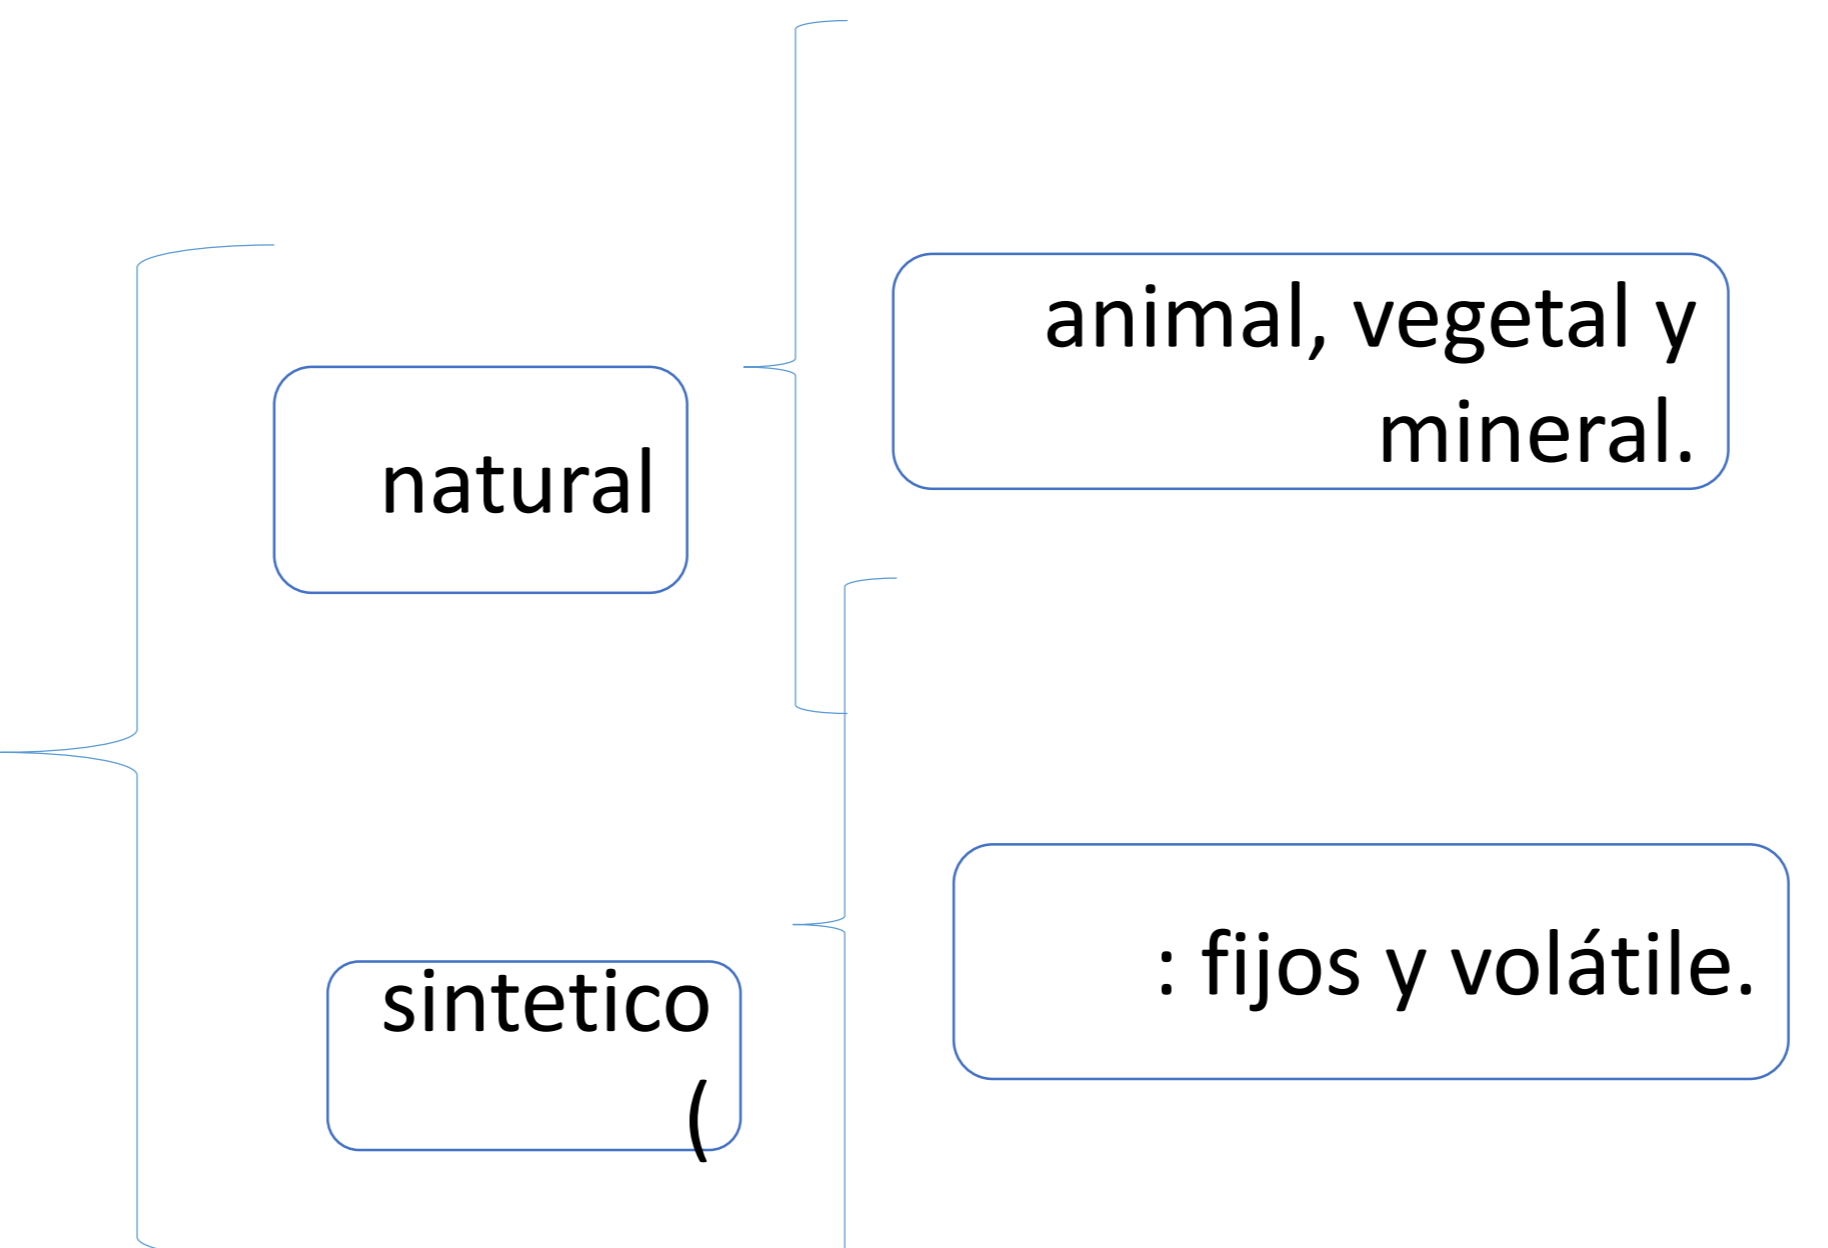 natural
animal, vegetal y
mineral.
sintetico
(
: fijos y volátile.